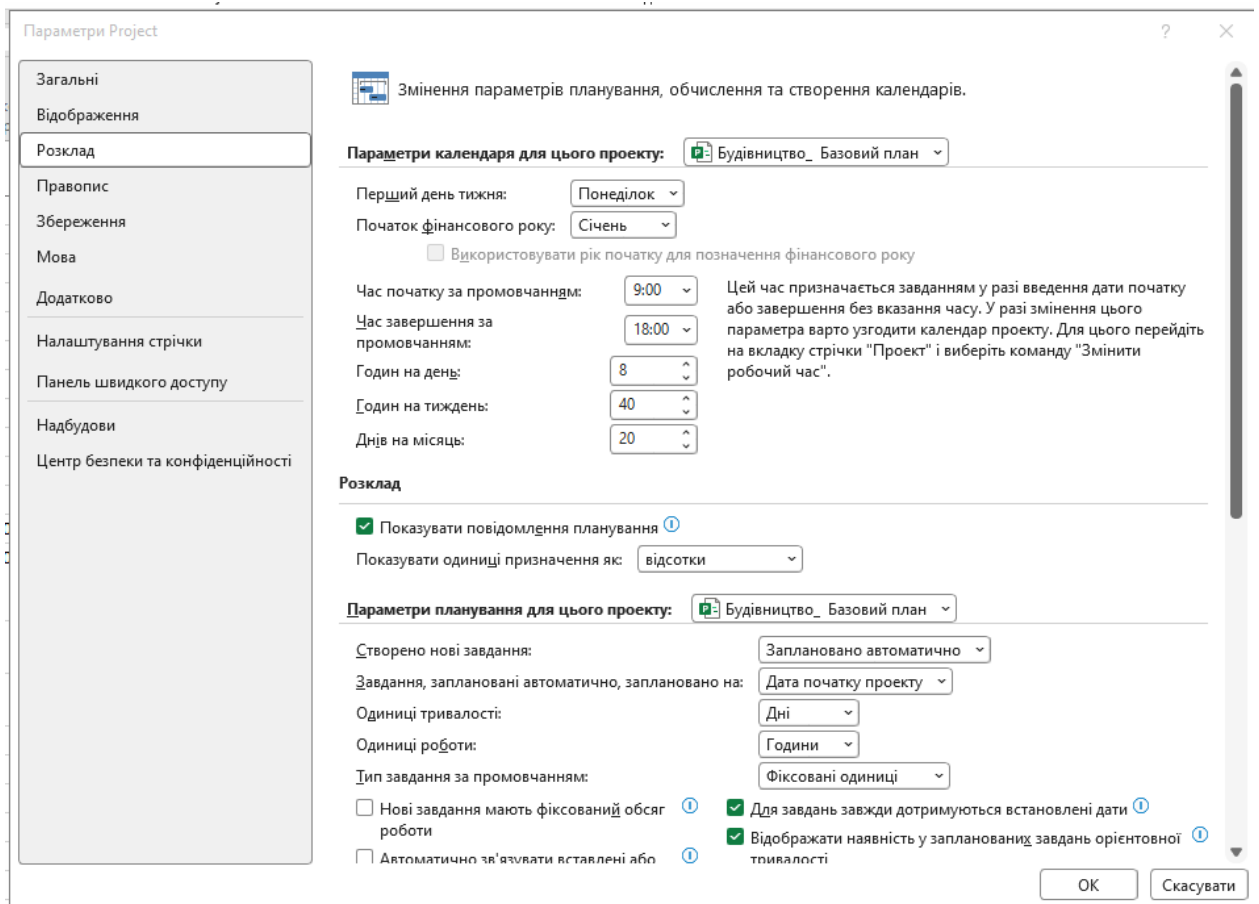 Параметри Project
Загальні
Відображення
Розклад
Правопис
Збереження
Мова
Додатково
Налаштування стрічки
Панель швидкого доступу
Надбудови
Центр безпеки та конфіденційності
Змінення параметрів планування, обчислення та створення календарів.
Параметри календаря для цього проекту: Будівництво_ Базовий план
Перший день тижня: Понеділок
Початок фінансового року: Січень
Використовувати рік початку для позначення фінансового року
Час початку за промовчанням: 9:00
Час завершення за
промовчанням: 18:00
Годин на день: 8
Годин на тиждень: 40
Днів на місяць: 20
Цей час призначається завданням у разі введення дати початку
або завершення без вказання часу. У разі змінення цього
параметра варто узгодити календар проекту. Для цього перейдіть
на вкладку стрічки "Проект" і виберіть команду "Змінити
робочий час".
Розклад
Показувати повідомлення планування
Показувати одиниці призначення як: відсотки
Параметри планування для цього проекту: Будівництво_ Базовий план
Створено нові завдання: Заплановано автоматично
Завдання, заплановані автоматично, заплановано на: Дата початку проекту
Одиниці тривалості: Дні
Одиниці роботи: Години
Тип завдання за промовчанням: Фіксовані одиниці
Нові завдання мають фіксований обсяг
роботи
Автоматично зв'язувати вставлені або
Для завдань завжди дотримуються встановлені дати
Відображати наявність у запланованих завдань орієнтовної
тривалості
ОК
Скасувати